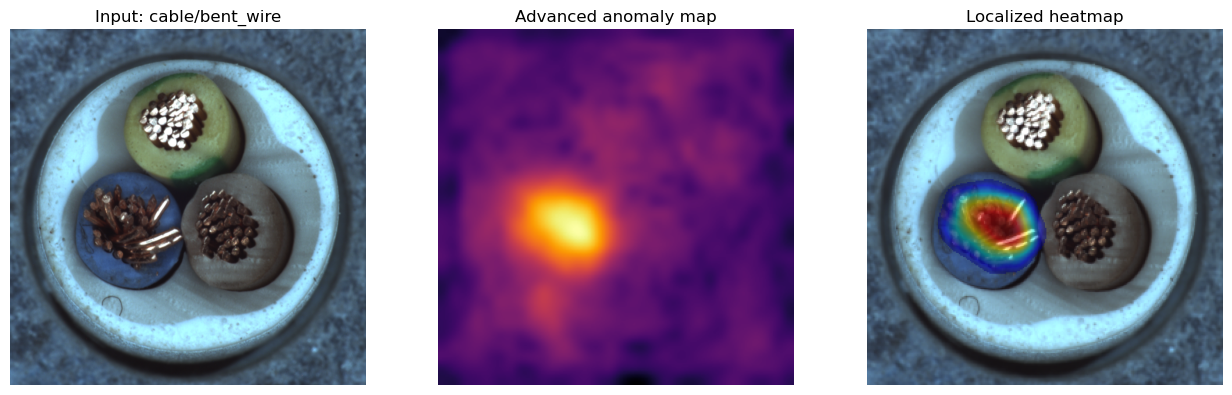 Input: cable/bent_wire
Advanced anomaly map
Localized heatmap